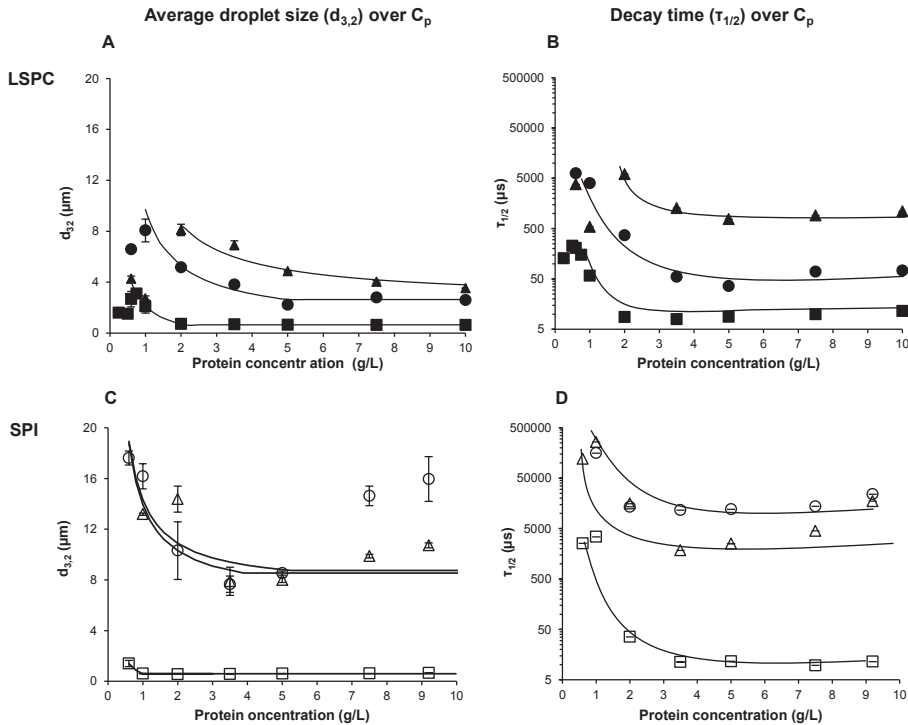 Average droplet size (d3,2) over Cp
Decay time (τ1/2) over Cp
A
B
LSPC
20
16
12
8
4
0
d32 (μm)
0 1 2 3 4 5 6 7 8 9 10
Protein concentr ation (g/L)
500000
50000
5000
500
50
5
τ1/2 (μs)
0 1 2 3 4 5 6 7 8 9 10
Protein concentration (g/L)
C
D
SPI
20
16
12
8
4
0
d3,2 (μm)
0 1 2 3 4 5 6 7 8 9 10
Protein oncentration (g/L)
500000
50000
5000
500
50
5
τ1/2 (μs)
0 1 2 3 4 5 6 7 8 9 10
Protein concentration (g/L)